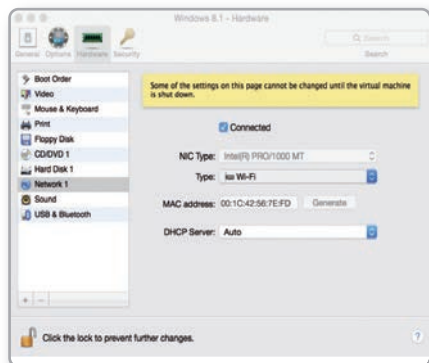 Windows 8.1 - Hardware
General Options Hardware Security
Search
Search
Boot Order
Video
Mouse & Keyboard
Print
Floppy Disk
CD/DVD 1
Hard Disk 1
Network 1
Sound
USB & Bluetooth
Some of the settings on this page cannot be changed until the virtual machine
is shut down.
Connected
NIC Type: Intel(R) PRO/1000 MT
Type: Wi-Fi
MAC address: 00:1C:42:56:7E:FD Generate
DHCP Server: Auto
+ −
Click the lock to prevent further changes.
?